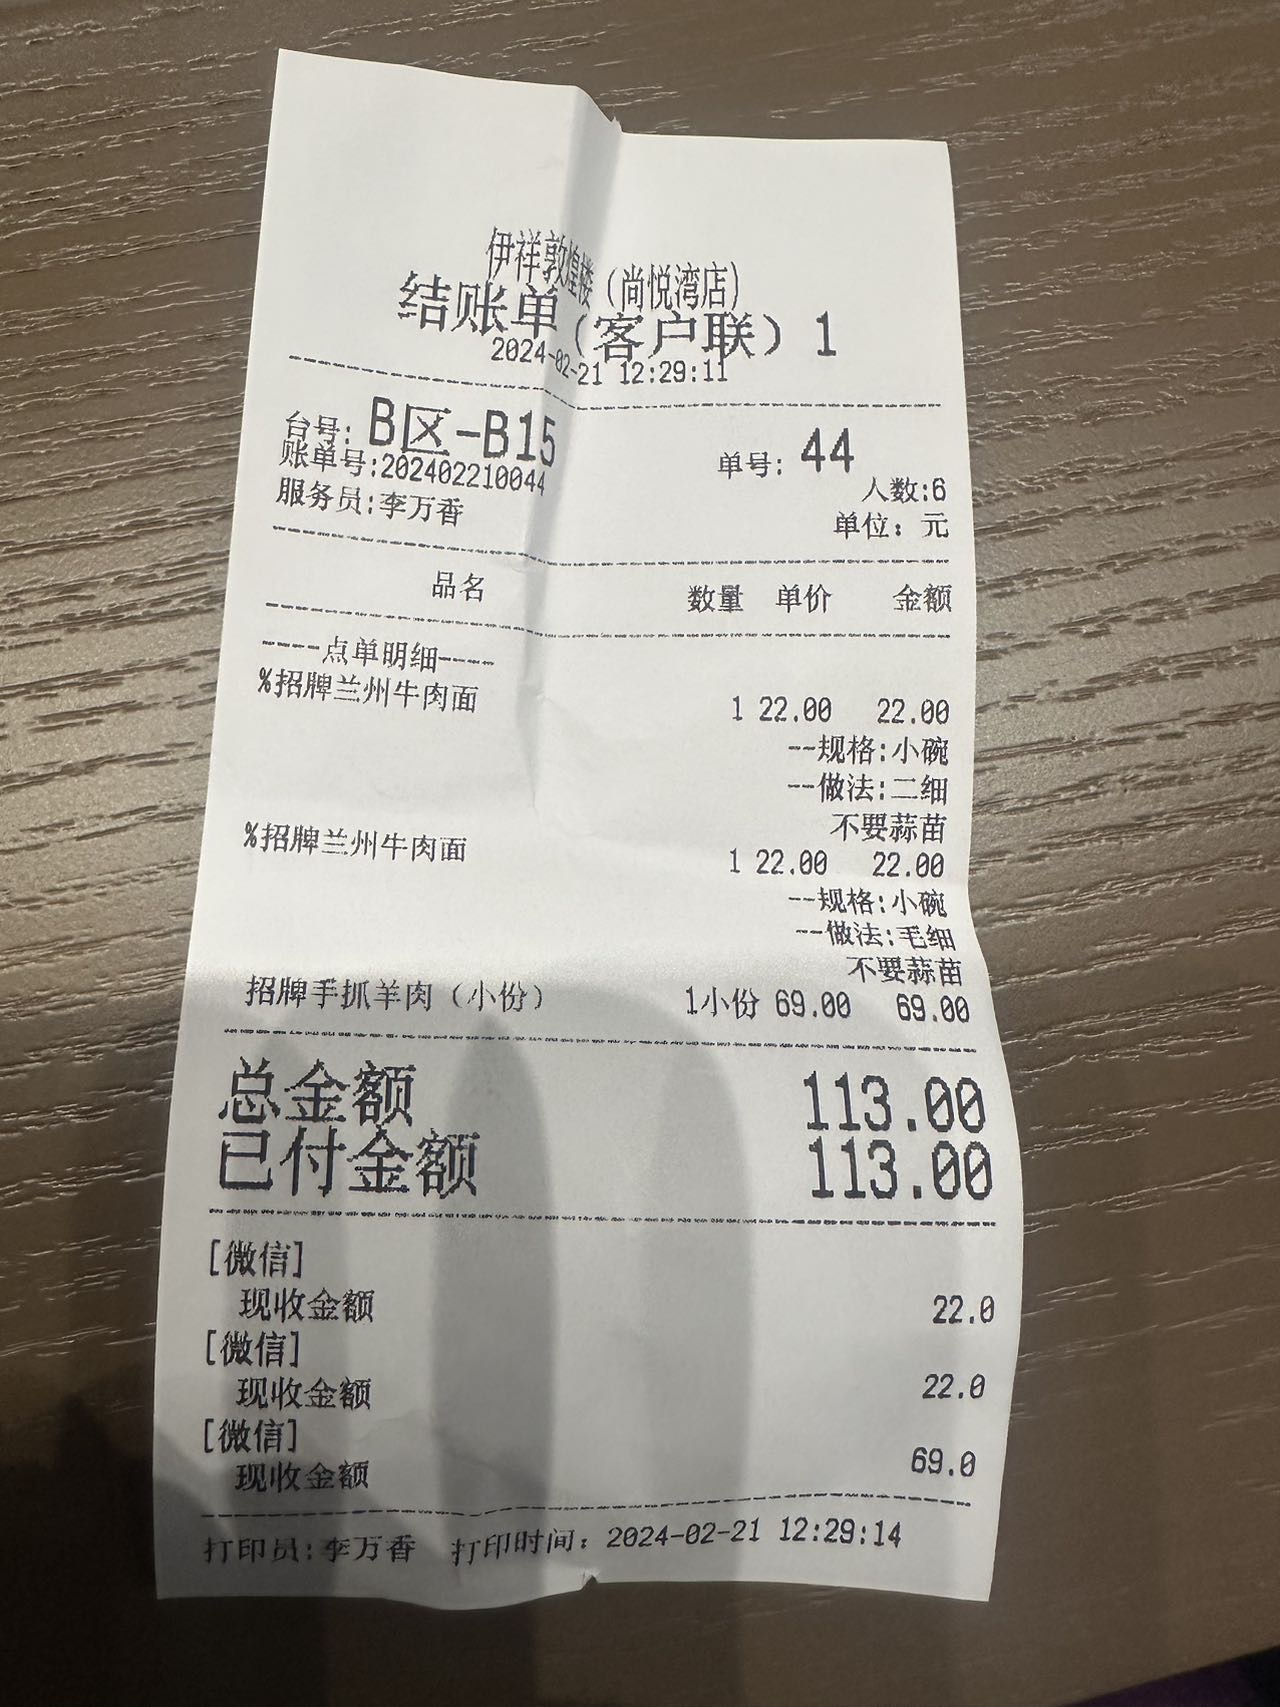 伊祥敦煌楼（尚悦湾店）
结账单（客户联）1
2024-02-21 12:29:11
台号: B区-B15 单号: 44
账单号:202402210044 人数:6
服务员:李万香 单位: 元
品名 数量 单价 金额
----点单明细----
%招牌兰州牛肉面 1 22.00 22.00
--规格:小碗
--做法:二细
不要蒜苗
%招牌兰州牛肉面 1 22.00 22.00
--规格:小碗
--做法:毛细
不要蒜苗
招牌手抓羊肉（小份） 1小份 69.00 69.00
总金额 113.00
已付金额 113.00
[微信]
现收金额 22.0
[微信]
现收金额 22.0
[微信]
现收金额 69.0
打印员:李万香 打印时间: 2024-02-21 12:29:14